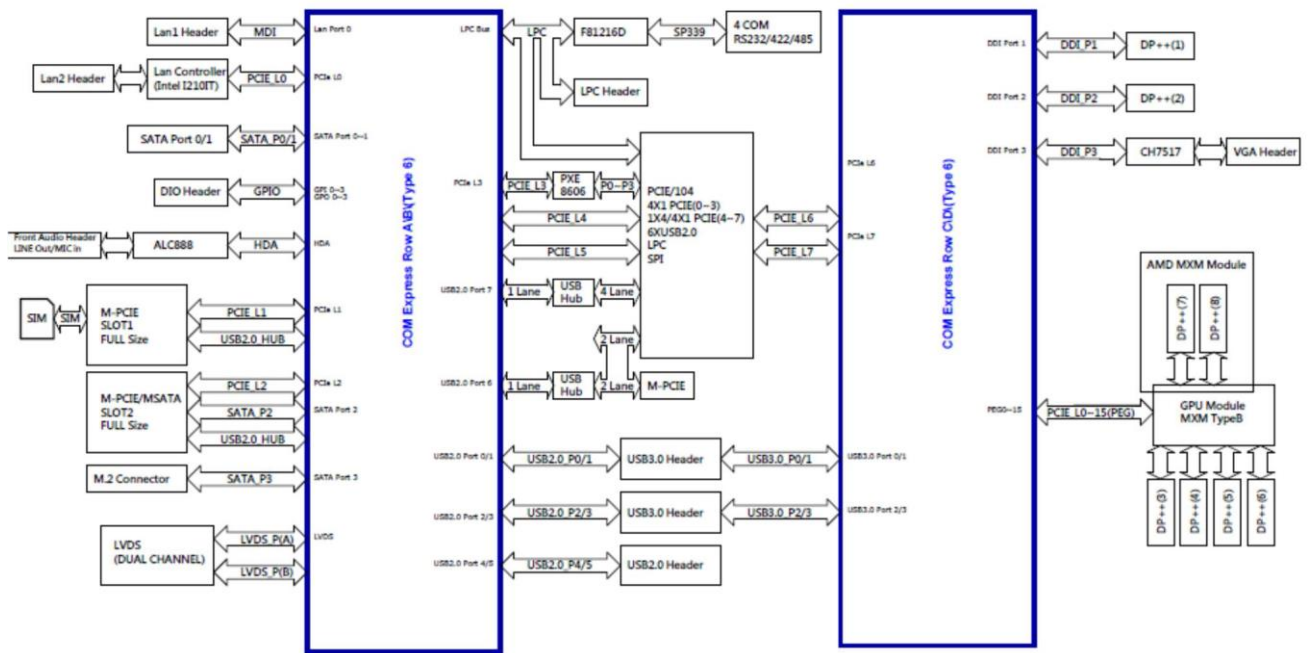 Lan1 Header
MDI
Lan Port 0
Lan2 Header
Lan Controller
(Intel I210IT)
PCIE_L0
PCIe L0
SATA Port 0/1
SATA_P0/1
SATA Port 0~1
DIO Header
GPIO
GPI 0~3
GPO 0~3
Front Audio Header
LINE Out/MIC in
ALC888
HDA
HDA
SIM
SIM
M-PCIE
SLOT1
FULL Size
PCIE_L1
USB2.0_HUB
PCIe L1
M-PCIE/MSATA
SLOT2
FULL Size
PCIE_L2
SATA_P2
USB2.0_HUB
PCIe L2
SATA Port 2
M.2 Connector
SATA_P3
SATA Port 3
LVDS
(DUAL CHANNEL)
LVDS_P(A)
LVDS_P(B)
LVDS
COM Express Row A\B\(Type 6)
LPC Bus
LPC
F81216D
SP339
4 COM
RS232/422/485
LPC Header
PCIe L3
PCIE_L3
PXE
8606
P0~P3
PCIE_L4
PCIE_L5
PCIE/104
4X1 PCIE(0~3)
1X4/4X1 PCIE(4~7)
6XUSB2.0
LPC
SPI
PCIE_L6
PCIE_L7
USB2.0 Port 7
1 Lane
USB
Hub
4 Lane
2 Lane
USB2.0 Port 6
1 Lane
USB
Hub
2 Lane
M-PCIE
USB2.0 Port 0/1
USB2.0_P0/1
USB3.0 Header
USB3.0_P0/1
USB3.0 Port 0/1
USB2.0 Port 2/3
USB2.0_P2/3
USB3.0 Header
USB3.0_P2/3
USB3.0 Port 2/3
USB2.0 Port 4/5
USB2.0_P4/5
USB2.0 Header
COM Express Row C\D\(Type 6)
PCIe L6
PCIe L7
DDI Port 1
DDI_P1
DP++(1)
DDI Port 2
DDI_P2
DP++(2)
DDI Port 3
DDI_P3
CH7517
VGA Header
AMD MXM Module
DP++(7)
DP++(8)
PEG0~15
PCIE_L0~15(PEG)
GPU Module
MXM TypeB
DP++(3)
DP++(4)
DP++(5)
DP++(6)